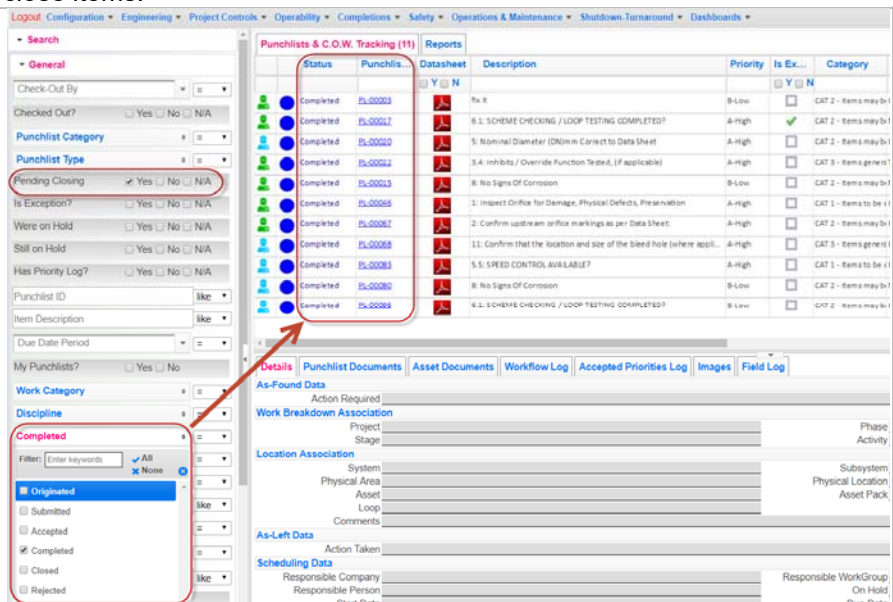 close items.
Logout Configuration Engineering Project Controls Operability Completions Safety Operations & Maintenance Shutdown-Turnaround Dashboards
Search
General
Check-Out By =
Checked Out? Yes No N/A
Punchlist Category =
Punchlist Type =
Pending Closing Yes No N/A
Is Exception? Yes No N/A
Were on Hold Yes No N/A
Still on Hold Yes No N/A
Has Priority Log? Yes No N/A
Punchlist ID like
Item Description like
Due Date Period =
My Punchlists? Yes No
Work Category =
Discipline =
Completed =
Filter: Enter keywords All =
None
Originated =
Submitted like
Accepted =
Completed =
Closed like
Rejected
Punchlists & C.O.W. Tracking (11) Reports
Status Punchlis... Datasheet Description Priority Is Ex... Category
Y N Y N
Completed PL-00003 fix it B-Low CAT 2 - Items may b
Completed PL-00017 6.1: SCHEME CHECKING / LOOP TESTING COMPLETED? A-High CAT 2 - Items may b
Completed PL-00020 5: Nominal Diameter (DN)mm Correct to Data Sheet A-High CAT 2 - Items may b
Completed PL-00022 3.4: Inhibits / Override Function Tested, (if applicable) A-High CAT 3 - Items gener
Completed PL-00015 8: No Signs Of Corrosion B-Low CAT 2 - Items may b
Completed PL-00046 1: Inspect Orifice for Damage, Physical Defects, Preservation A-High CAT 1 - Items to be
Completed PL-00067 2: Confirm upstream orifice markings as per Data Sheet: A-High CAT 2 - Items may b
Completed PL-00068 11: Confirm that the location and size of the bleed hole (where appli... A-High CAT 3 - Items gener
Completed PL-00083 5.5: SPEED CONTROL AVAILABLE? A-High CAT 1 - Items to be
Completed PL-00080 8: No Signs Of Corrosion B-Low CAT 2 - Items may b
Completed 6.1: SCHEME CHECKING / LOOP TESTING COMPLETED? B-Low CAT 2 - Items may b
Details Punchlist Documents Asset Documents Workflow Log Accepted Priorities Log Images Field Log
As-Found Data
Action Required
Work Breakdown Association
Project Phase
Stage Activity
Location Association
System Subsystem
Physical Area Physical Location
Asset Asset Pack
Loop
Comments
As-Left Data
Action Taken
Scheduling Data
Responsible Company Responsible WorkGroup
Responsible Person On Hold
Start Date Due Date